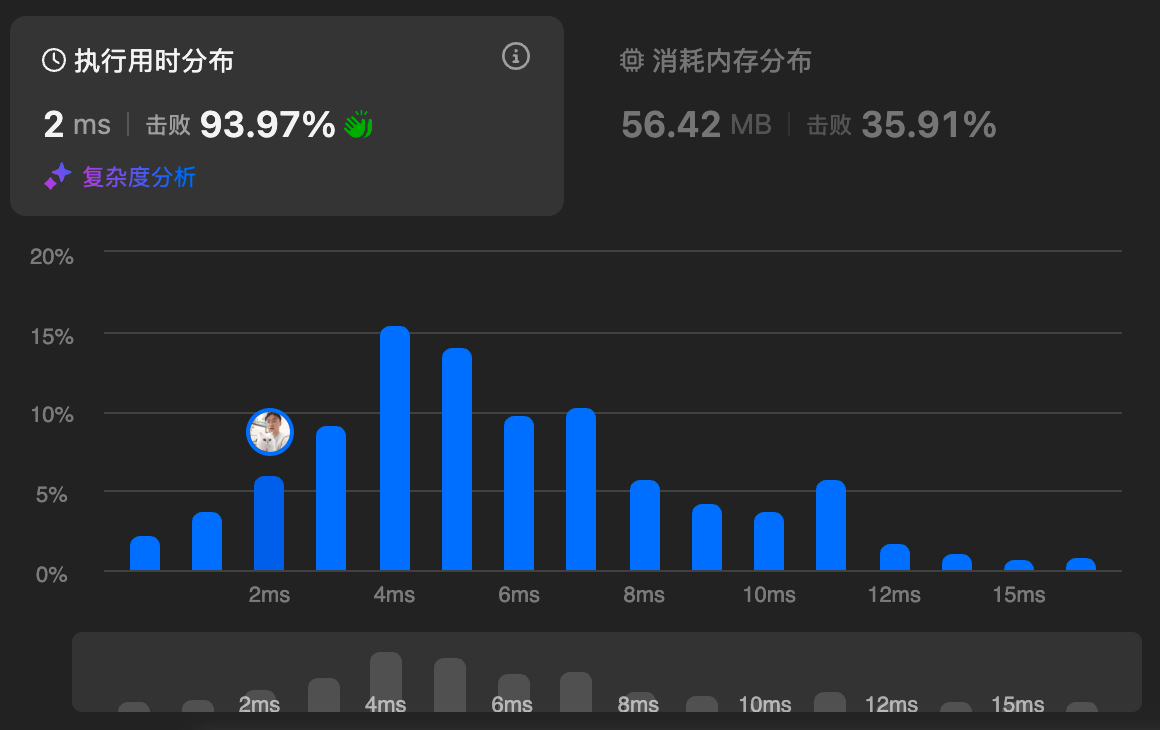 执行用时分布
2 ms | 击败 93.97%
复杂度分析
消耗内存分布
56.42 MB | 击败 35.91%
20%
15%
10%
5%
0%
2ms 4ms 6ms 8ms 10ms 12ms 15ms
2ms 4ms 6ms 8ms 10ms 12ms 15ms